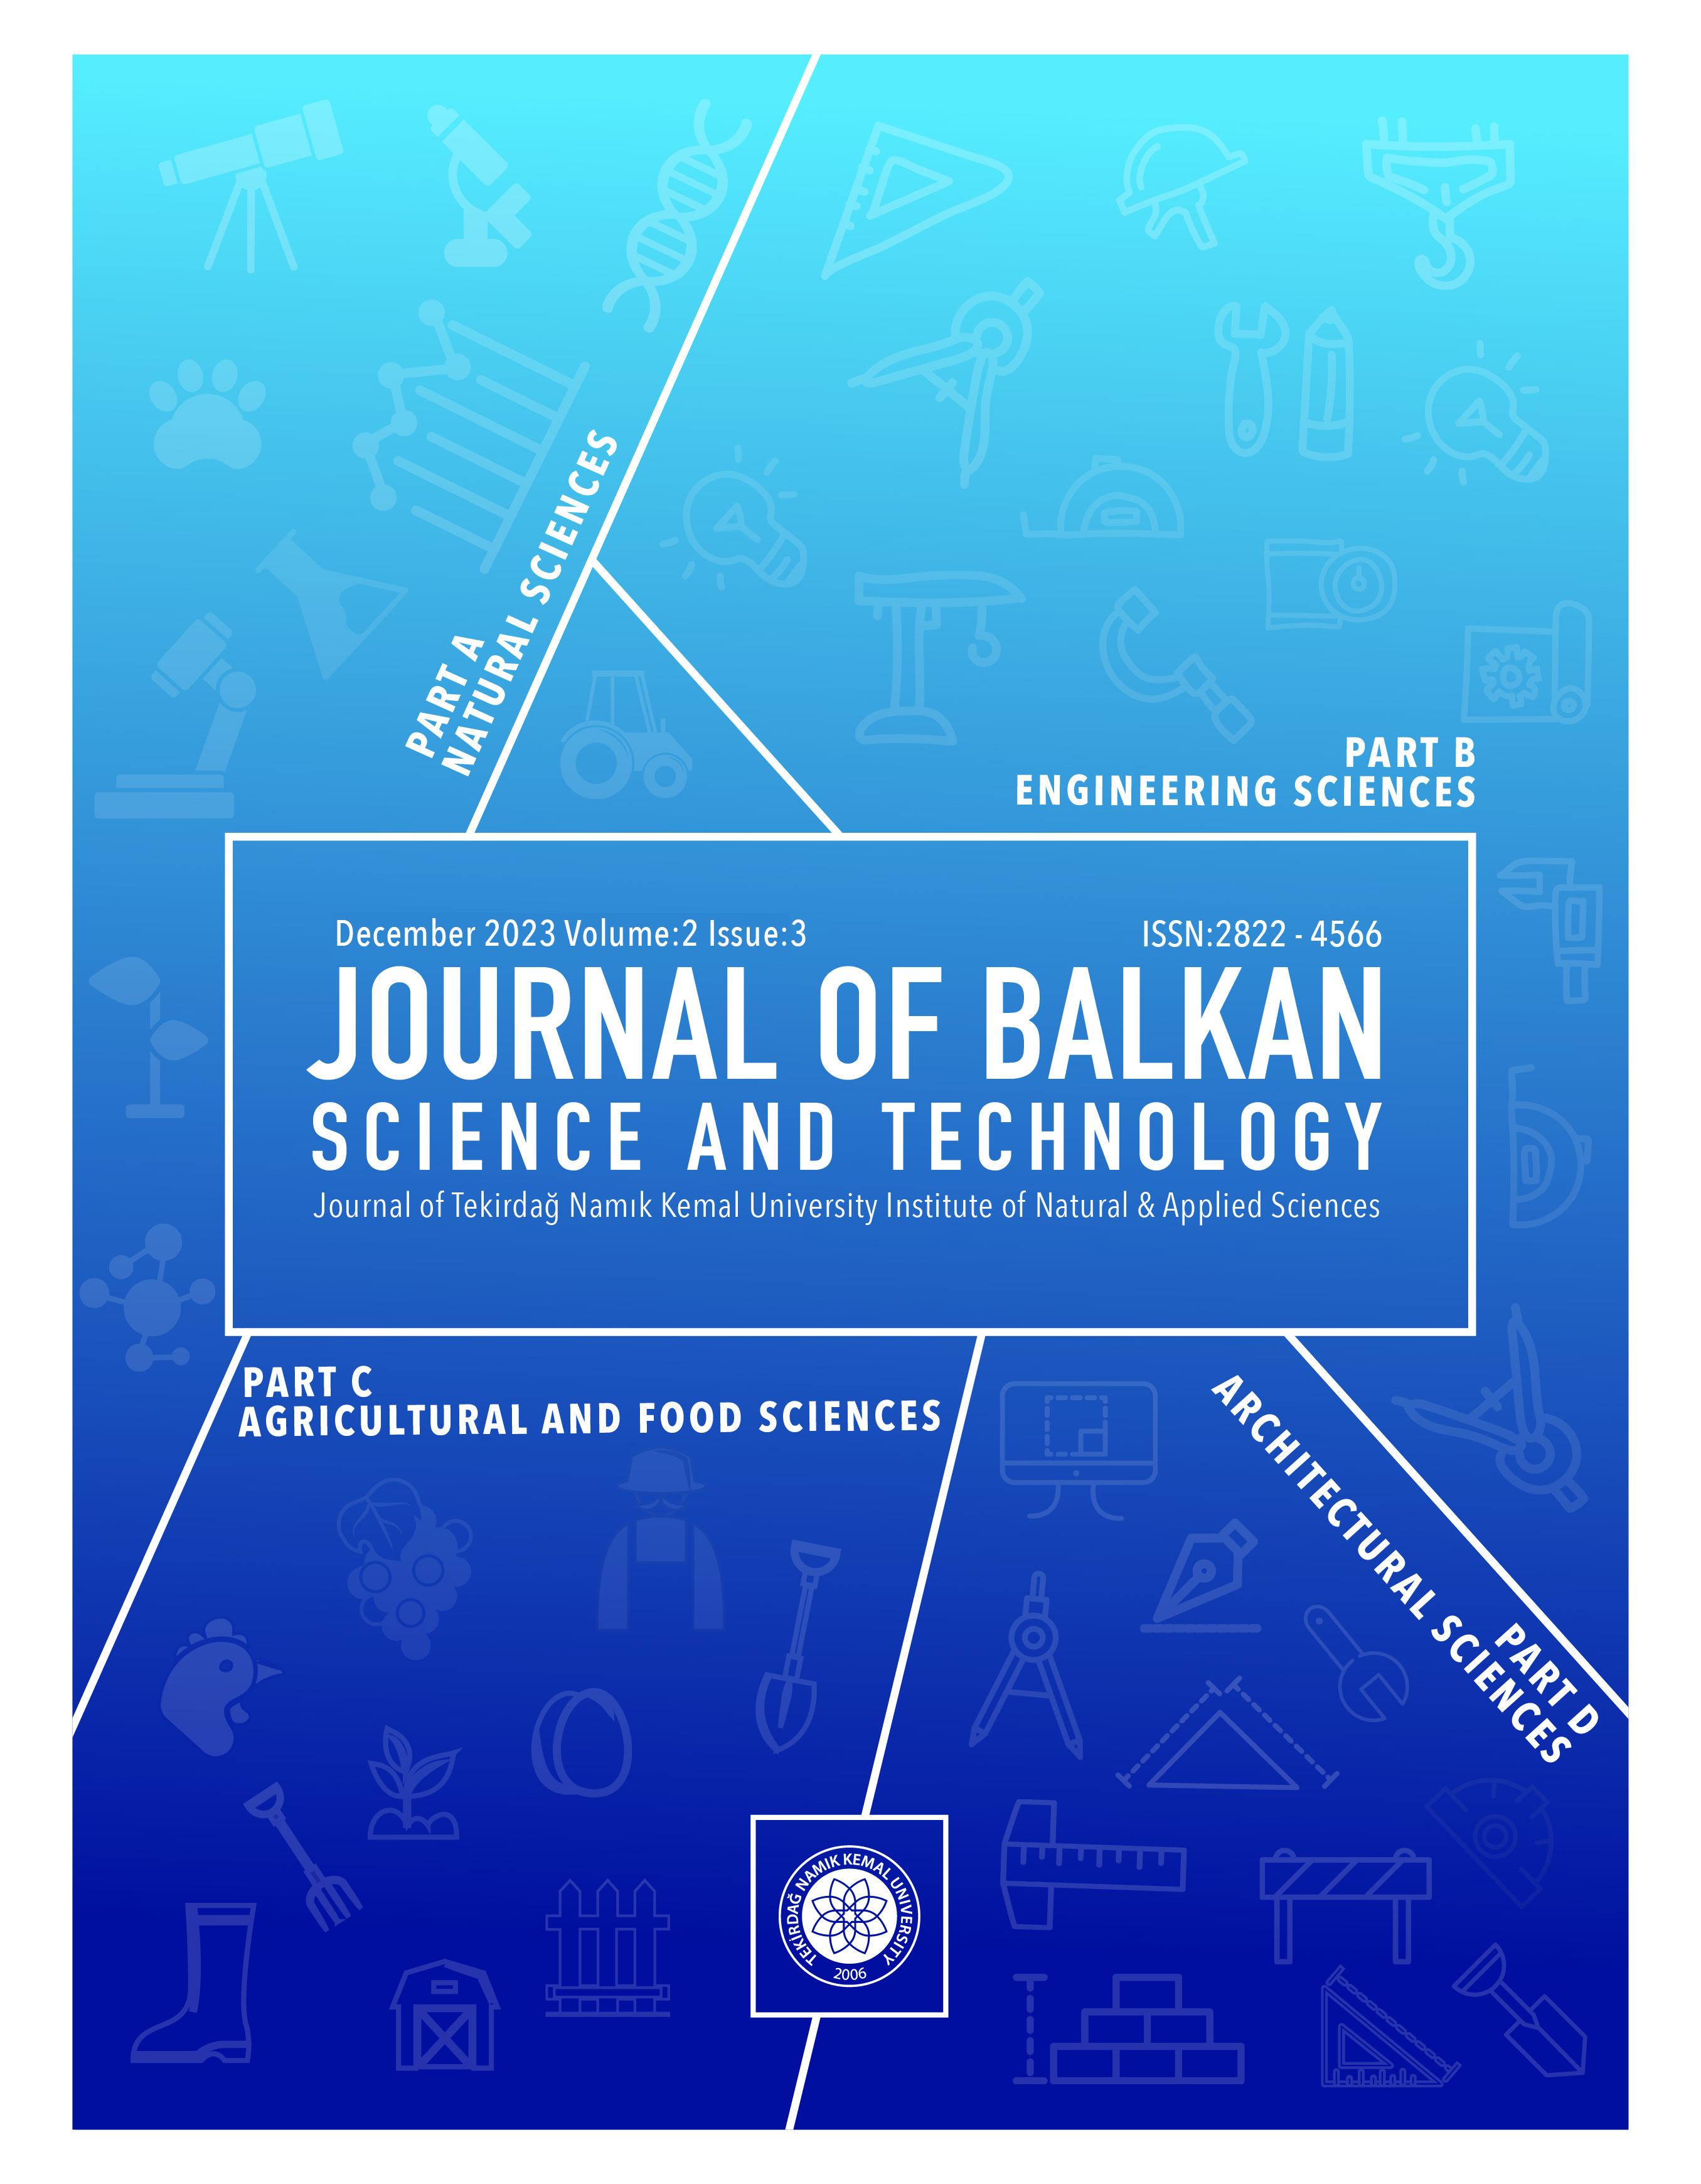 PART A
NATURAL SCIENCES
PART B
ENGINEERING SCIENCES
December 2023 Volume:2 Issue:3
ISSN:2822 - 4566
JOURNAL OF BALKAN
SCIENCE AND TECHNOLOGY
Journal of Tekirdağ Namık Kemal University Institute of Natural & Applied Sciences
PART C
AGRICULTURAL AND FOOD SCIENCES
PART D
ARCHITECTURAL SCIENCES
TEKİRDAĞ NAMIK KEMAL UNIVERSITY
2006